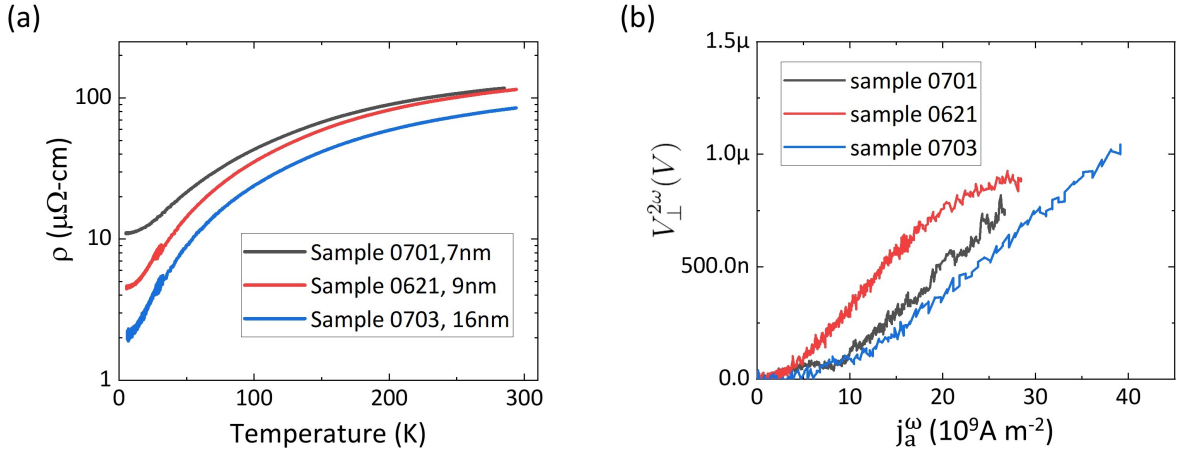 (a)
ρ (μΩ-cm)
100
10
1
Sample 0701,7nm
Sample 0621, 9nm
Sample 0703, 16nm
0 100 200 300
Temperature (K)
(b)
V⊥²ω(V)
1.5μ
1.0μ
500.0n
0.0
sample 0701
sample 0621
sample 0703
0 10 20 30 40
jₐω (10⁹A m⁻²)